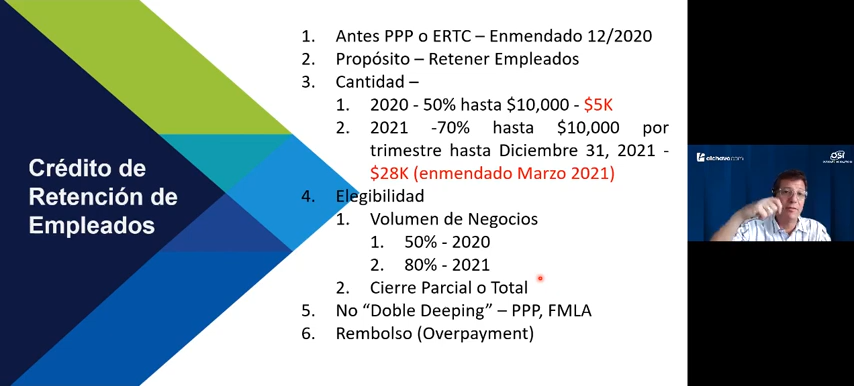 Crédito de
Retención de
Empleados
1. Antes PPP o ERTC – Enmendado 12/2020
2. Propósito – Retener Empleados
3. Cantidad –
1. 2020 - 50% hasta $10,000 - $5K
2. 2021 -70% hasta $10,000 por
trimestre hasta Diciembre 31, 2021 -
$28K (enmendado Marzo 2021)
4. Elegibilidad
1. Volumen de Negocios
1. 50% - 2020
2. 80% - 2021
2. Cierre Parcial o Total
5. No “Doble Deeping” – PPP, FMLA
6. Rembolso (Overpayment)
elchavo.com